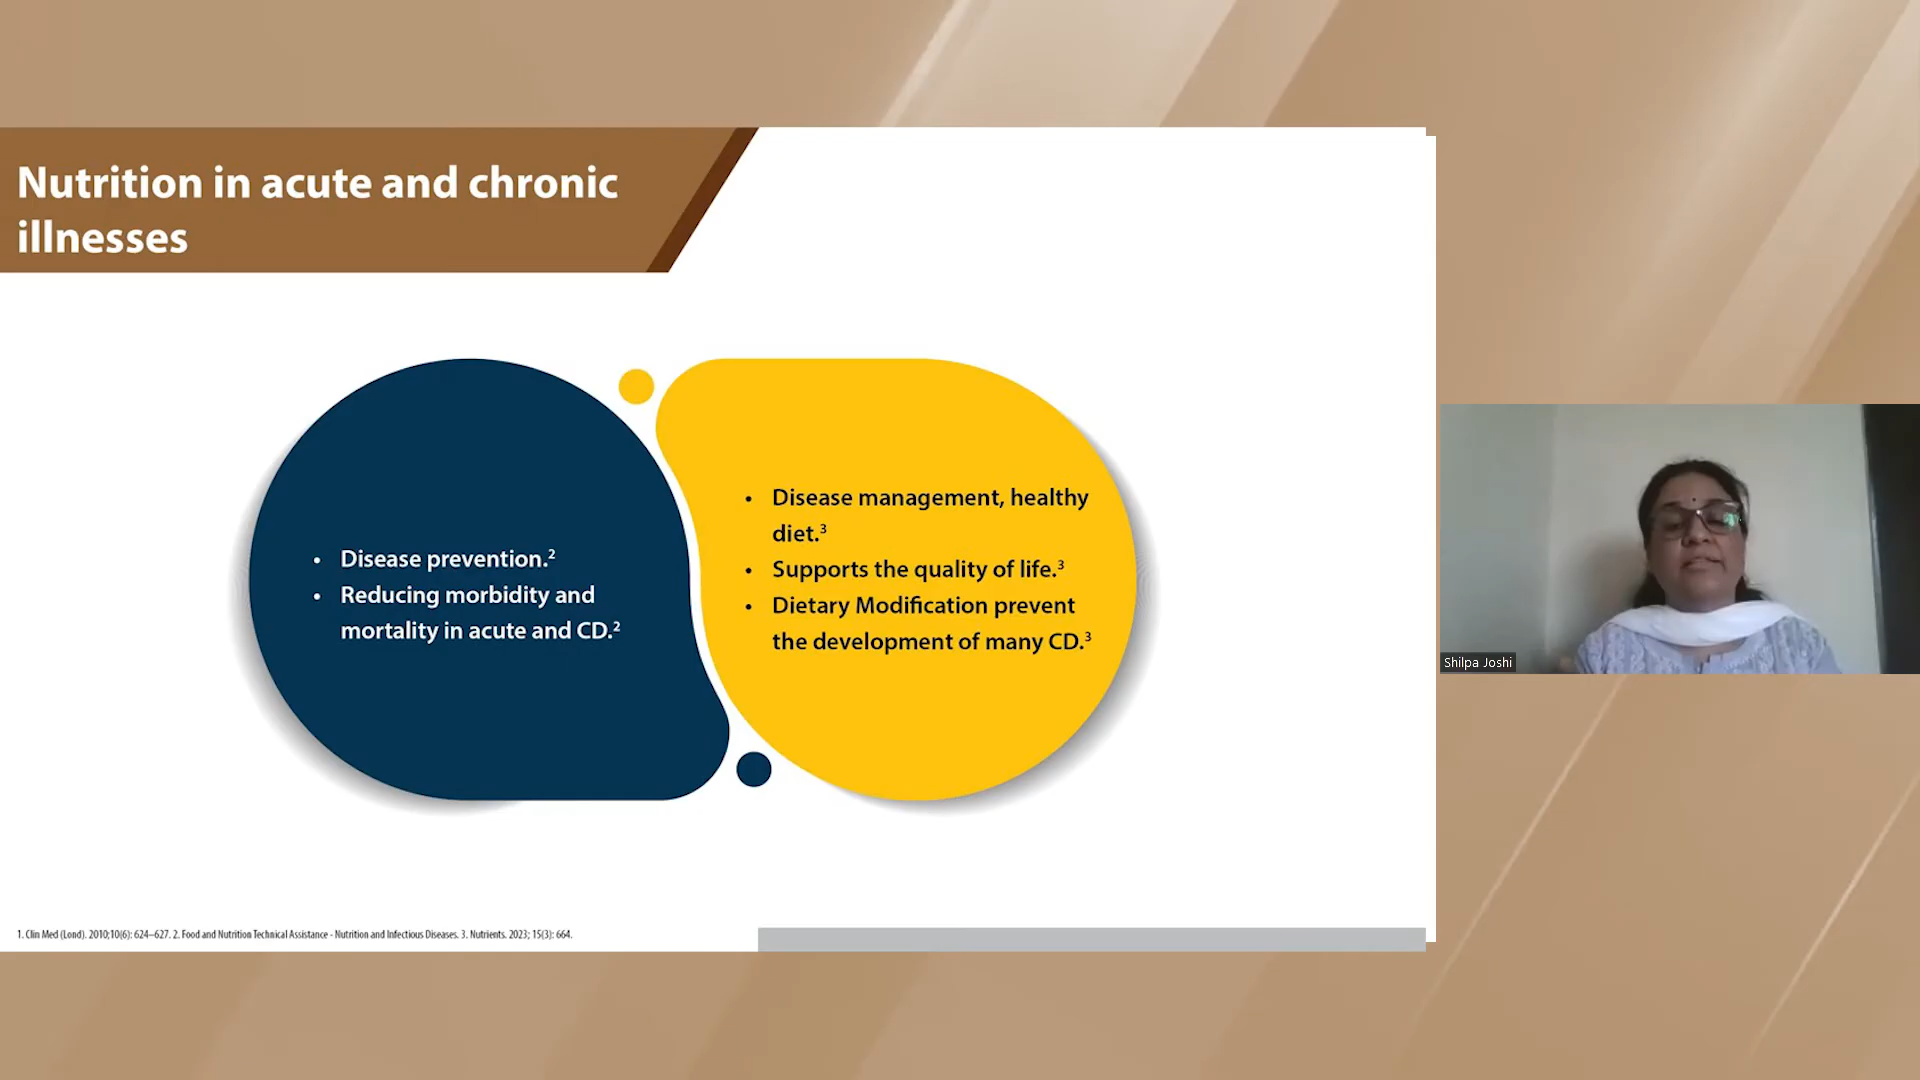 Nutrition in acute and chronic
illnesses
• Disease prevention.²
• Reducing morbidity and
mortality in acute and CD.²
• Disease management, healthy
diet.³
• Supports the quality of life.³
• Dietary Modification prevent
the development of many CD.³
Shilpa Joshi
1. Clin Med (Lond). 2010;10(6): 624–627. 2. Food and Nutrition Technical Assistance - Nutrition and Infectious Diseases. 3. Nutrients. 2023; 15(3): 664.